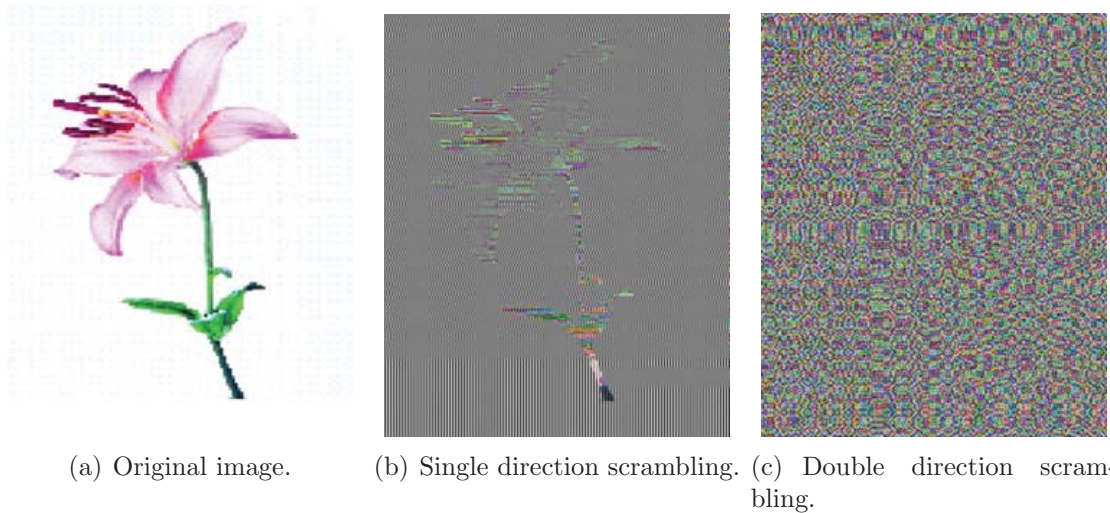 (a) Original image.
(b) Single direction scrambling.
(c) Double direction scram-
bling.